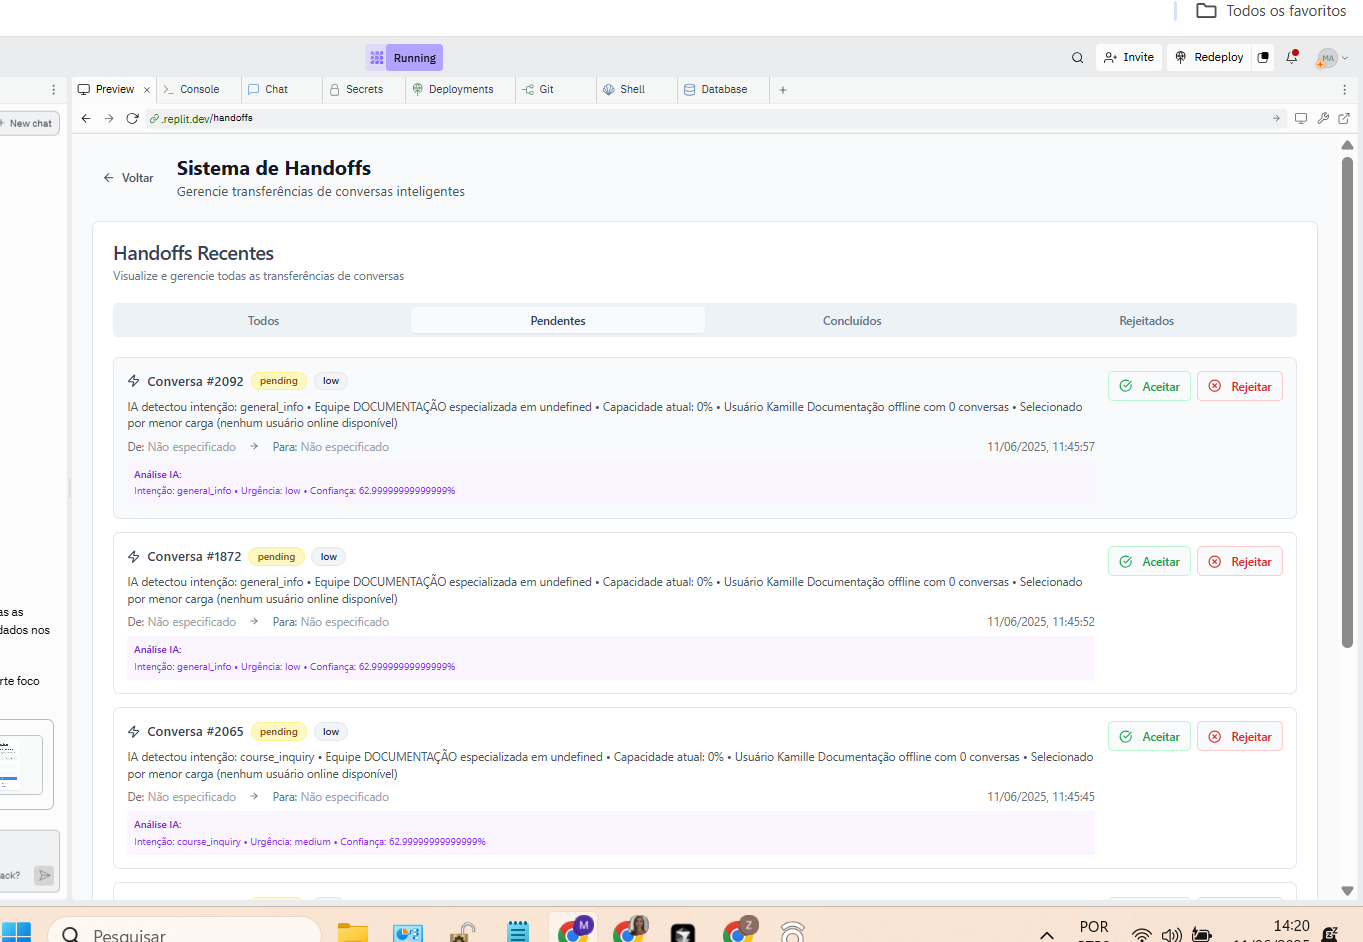 Todos os favoritos
Running
Invite
Redeploy
MA
Preview
Console
Chat
Secrets
Deployments
Git
Shell
Database
New chat
.replit.dev/handoffs
Voltar
Sistema de Handoffs
Gerencie transferências de conversas inteligentes
Handoffs Recentes
Visualize e gerencie todas as transferências de conversas
Todos
Pendentes
Concluídos
Rejeitados
Conversa #2092 pending low
Aceitar
Rejeitar
IA detectou intenção: general_info • Equipe DOCUMENTAÇÃO especializada em undefined • Capacidade atual: 0% • Usuário Kamille Documentação offline com 0 conversas • Selecionado
por menor carga (nenhum usuário online disponível)
De: Não especificado → Para: Não especificado 11/06/2025, 11:45:57
Análise IA:
Intenção: general_info • Urgência: low • Confiança: 62.99999999999999%
Conversa #1872 pending low
Aceitar
Rejeitar
IA detectou intenção: general_info • Equipe DOCUMENTAÇÃO especializada em undefined • Capacidade atual: 0% • Usuário Kamille Documentação offline com 0 conversas • Selecionado
por menor carga (nenhum usuário online disponível)
De: Não especificado → Para: Não especificado 11/06/2025, 11:45:52
Análise IA:
Intenção: general_info • Urgência: low • Confiança: 62.99999999999999%
Conversa #2065 pending low
Aceitar
Rejeitar
IA detectou intenção: course_inquiry • Equipe DOCUMENTAÇÃO especializada em undefined • Capacidade atual: 0% • Usuário Kamille Documentação offline com 0 conversas • Selecionado
por menor carga (nenhum usuário online disponível)
De: Não especificado → Para: Não especificado 11/06/2025, 11:45:45
Análise IA:
Intenção: course_inquiry • Urgência: medium • Confiança: 62.99999999999999%
as as
dados nos
rte foco
ack?
Pesquisar
M
Z
POR
14:20